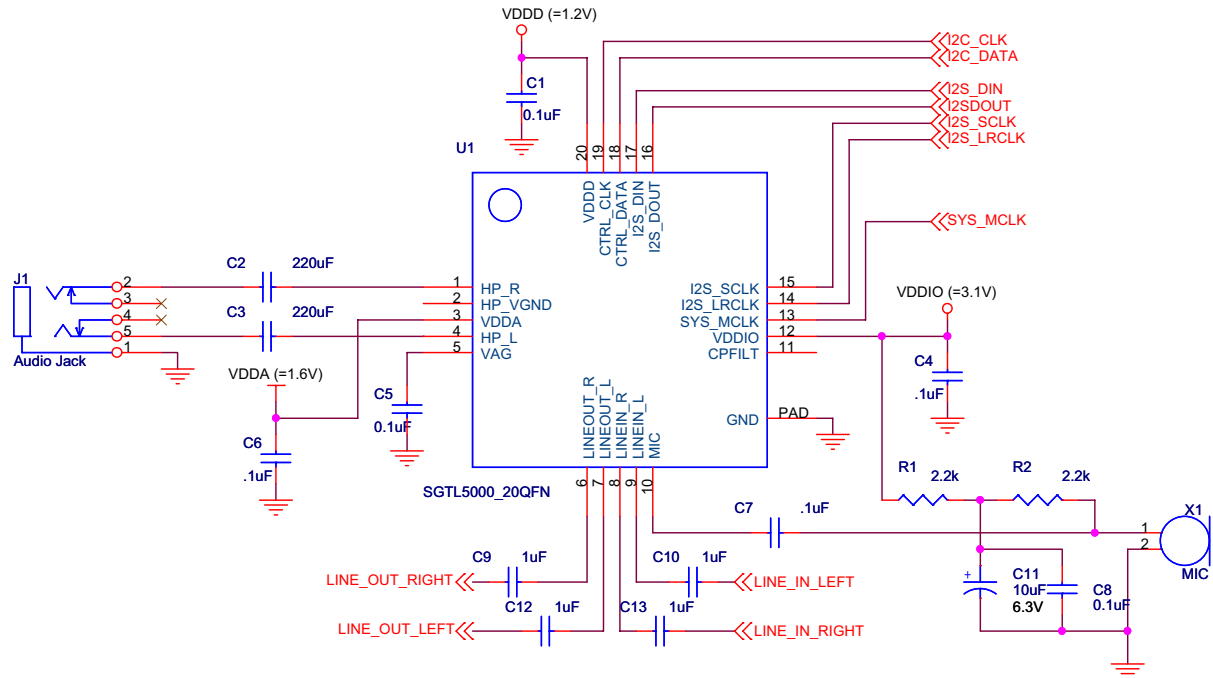 VDDD (=1.2V)
I2C_CLK
I2C_DATA
C1
0.1uF
I2S_DIN
I2SDOUT
I2S_SCLK
I2S_LRCLK
U1
20
19
18
17
16
VDDD
CTRL_CLK
CTRL_DATA
I2S_DIN
I2S_DOUT
SYS_MCLK
C2
220uF
J1
2
3
4
5
1
Audio Jack
C3
220uF
1
HP_R
2
HP_VGND
3
VDDA
4
HP_L
5
VAG
I2S_SCLK
15
I2S_LRCLK
14
SYS_MCLK
13
VDDIO
12
CPFILT
11
VDDIO (=3.1V)
C4
.1uF
VDDA (=1.6V)
C5
0.1uF
C6
.1uF
GND
PAD
LINEOUT_R
LINEOUT_L
LINEIN_R
LINEIN_L
MIC
6
7
8
9
10
SGTL5000_20QFN
R1
2.2k
R2
2.2k
C7
.1uF
X1
1
2
MIC
C9
1uF
LINE_OUT_RIGHT
C10
1uF
LINE_IN_LEFT
+
C11
10uF
6.3V
C8
0.1uF
C12
1uF
LINE_OUT_LEFT
C13
1uF
LINE_IN_RIGHT